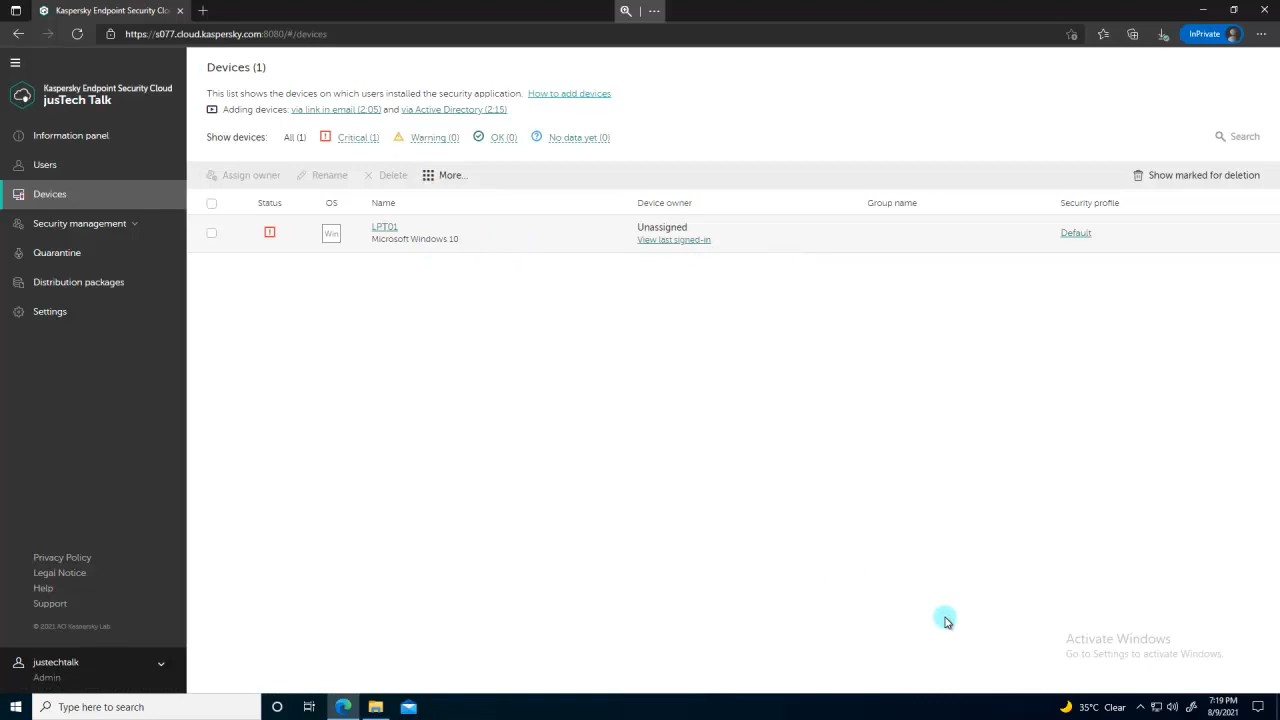 Kaspersky Endpoint Security Clo
https://s077.cloud.kaspersky.com:8080/#/devices
InPrivate
Kaspersky Endpoint Security Cloud
jusTech Talk
Information panel
Users
Devices
Security management
Quarantine
Distribution packages
Settings
Privacy Policy
Legal Notice
Help
Support
© 2021 AO Kaspersky Lab
justechtalk
Admin
Devices (1)
This list shows the devices on which users installed the security application. How to add devices
Adding devices: via link in email (2:05) and via Active Directory (2:15)
Show devices: All (1) Critical (1) Warning (0) OK (0) No data yet (0)
Search
Assign owner Rename Delete More... Show marked for deletion
Status OS Name Device owner Group name Security profile
Win LPT01 Unassigned Default
Microsoft Windows 10 View last signed-in
Activate Windows
Go to Settings to activate Windows.
Type here to search
35°C Clear
7:19 PM
8/9/2021